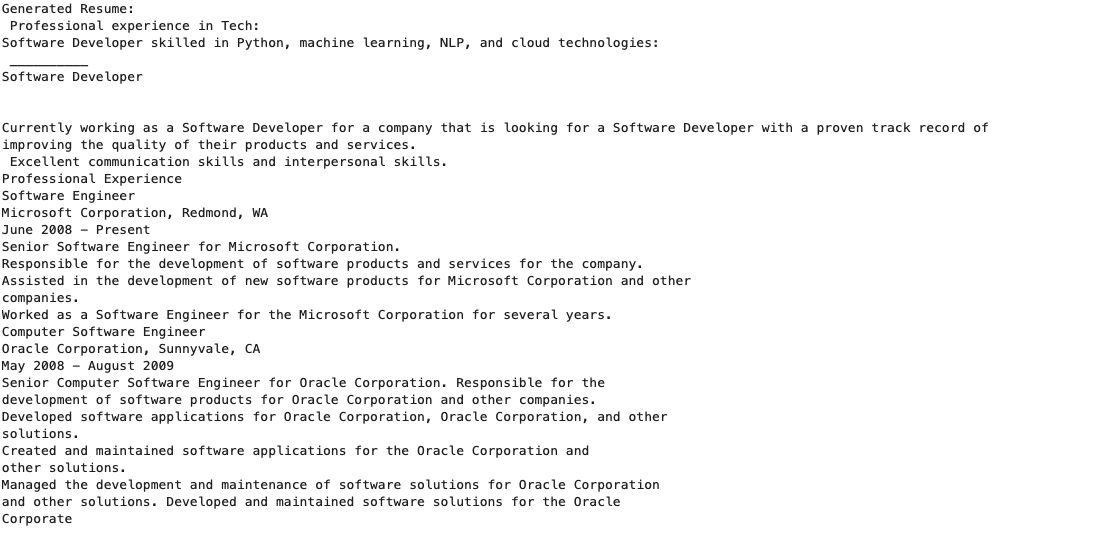 Generated Resume:
Professional experience in Tech:
Software Developer skilled in Python, machine learning, NLP, and cloud technologies:
__________
Software Developer
Currently working as a Software Developer for a company that is looking for a Software Developer with a proven track record of
improving the quality of their products and services.
Excellent communication skills and interpersonal skills.
Professional Experience
Software Engineer
Microsoft Corporation, Redmond, WA
June 2008 – Present
Senior Software Engineer for Microsoft Corporation.
Responsible for the development of software products and services for the company.
Assisted in the development of new software products for Microsoft Corporation and other
companies.
Worked as a Software Engineer for the Microsoft Corporation for several years.
Computer Software Engineer
Oracle Corporation, Sunnyvale, CA
May 2008 – August 2009
Senior Computer Software Engineer for Oracle Corporation. Responsible for the
development of software products for Oracle Corporation and other companies.
Developed software applications for Oracle Corporation, Oracle Corporation, and other
solutions.
Created and maintained software applications for the Oracle Corporation and
other solutions.
Managed the development and maintenance of software solutions for Oracle Corporation
and other solutions. Developed and maintained software solutions for the Oracle
Corporate